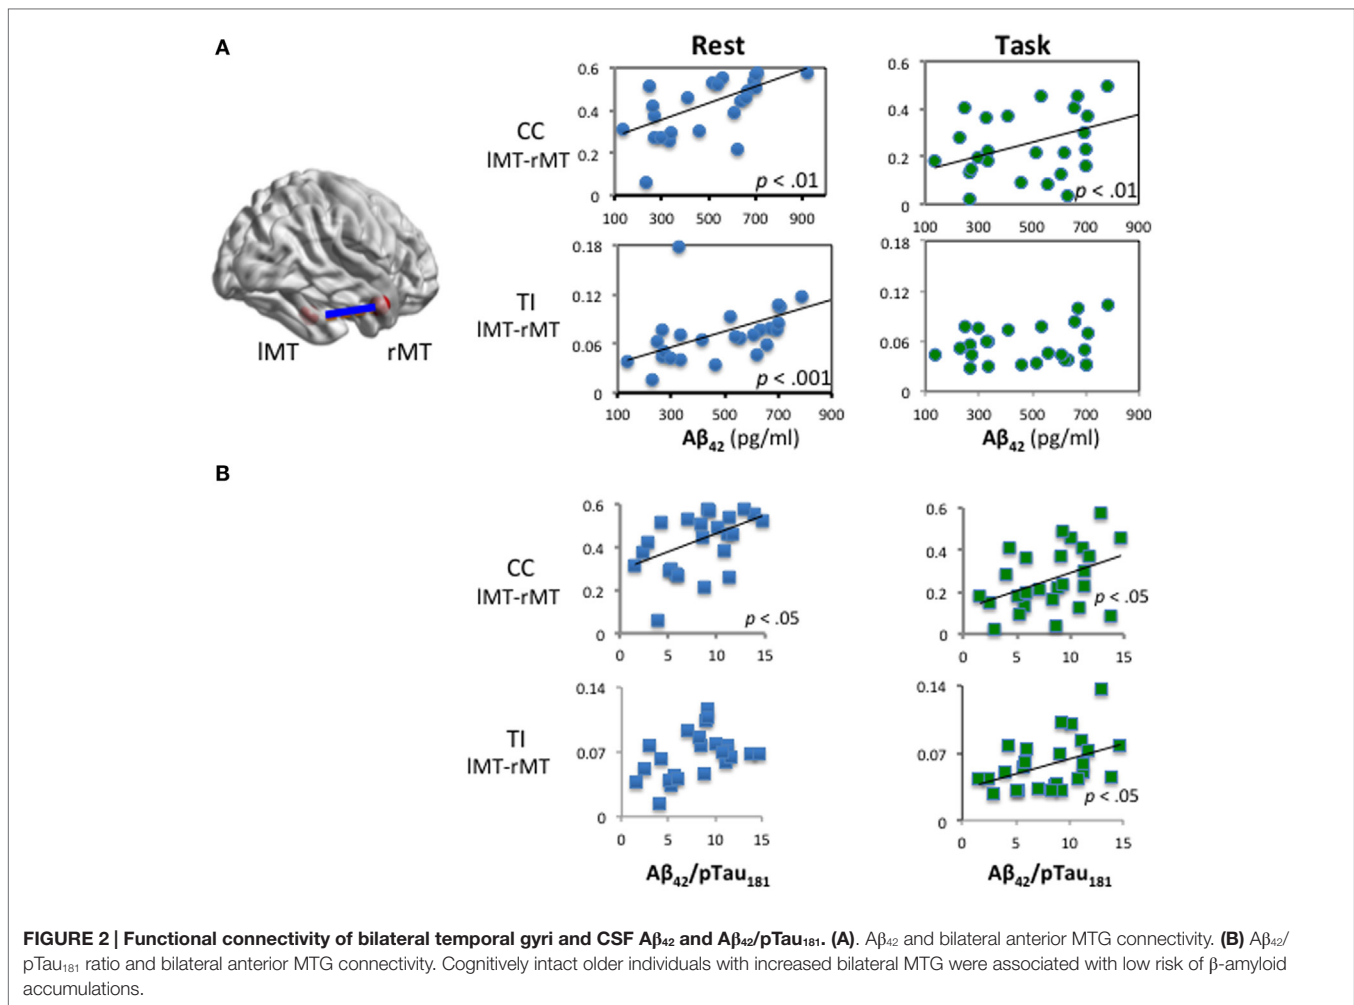 A
Rest
Task
CC
lMT-rMT
0.6
0.4
0.2
0
p < .01
100 300 500 700 900
0.6
0.4
0.2
0
p < .01
100 300 500 700 900
lMT
rMT
TI
lMT-rMT
0.18
0.12
0.06
0
p < .001
100 300 500 700 900
Aβ42 (pg/ml)
0.18
0.12
0.06
0
100 300 500 700 900
Aβ42 (pg/ml)
B
CC
lMT-rMT
0.6
0.4
0.2
0
p < .05
0 5 10 15
0.6
0.4
0.2
0
p < .05
0 5 10 15
TI
lMT-rMT
0.14
0.07
0
0 5 10 15
Aβ42/pTau181
0.14
0.07
0
p < .05
0 5 10 15
Aβ42/pTau181
FIGURE 2 | Functional connectivity of bilateral temporal gyri and CSF Aβ42 and Aβ42/pTau181. (A). Aβ42 and bilateral anterior MTG connectivity. (B) Aβ42/
pTau181 ratio and bilateral anterior MTG connectivity. Cognitively intact older individuals with increased bilateral MTG were associated with low risk of β-amyloid
accumulations.